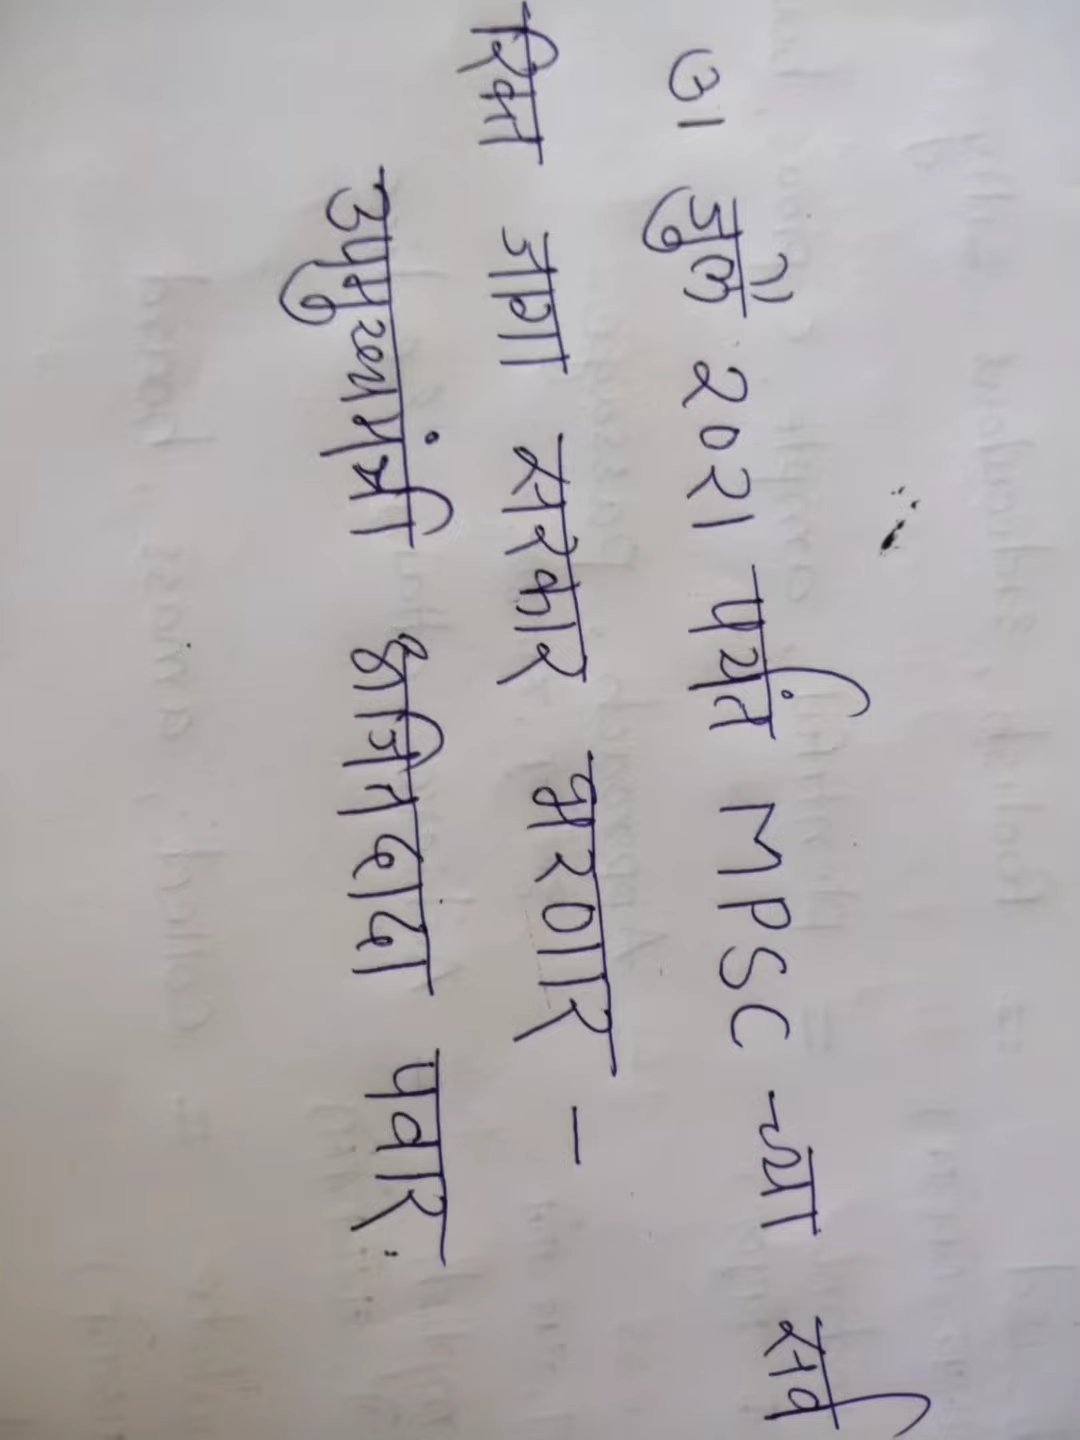 ३१ जुलै २०२१ पर्यंत MPSC च्या सर्व
रिक्त जागा सरकार भरणार -
उपमुख्यमंत्री अजितदादा पवार.